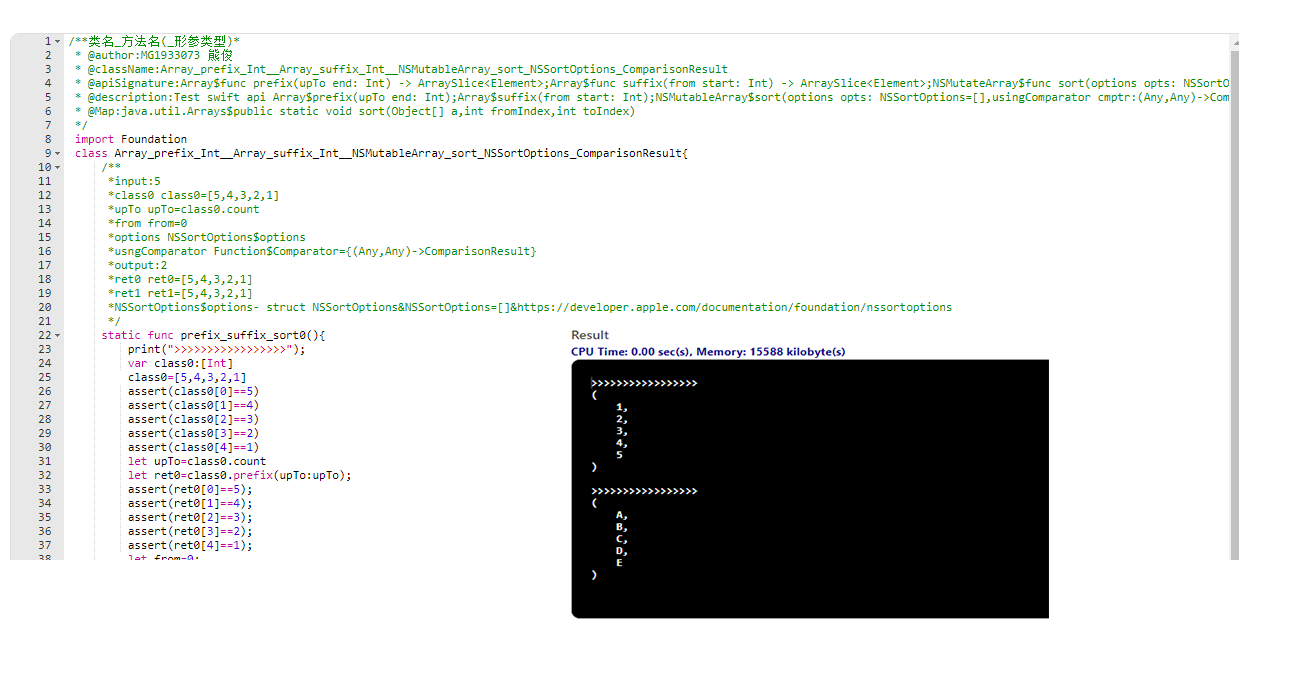 1 /**类名_方法名(_形参类型)*
2 * @author:MG1933073 熊俊
3 * @className:Array_prefix_Int__Array_suffix_Int__NSMutableArray_sort_NSSortOptions_ComparisonResult
4 * @apiSignature:Array$func prefix(upTo end: Int) -> ArraySlice<Element>;Array$func suffix(from start: Int) -> ArraySlice<Element>;NSMutateArray$func sort(options opts: NSSortO
5 * @description:Test swift api Array$prefix(upTo end: Int);Array$suffix(from start: Int);NSMutableArray$sort(options opts: NSSortOptions=[],usingComparator cmptr:(Any,Any)->Com
6 * @Map:java.util.Arrays$public static void sort(Object[] a,int fromIndex,int toIndex)
7 */
8 import Foundation
9 class Array_prefix_Int__Array_suffix_Int__NSMutableArray_sort_NSSortOptions_ComparisonResult{
10 /**
11 *input:5
12 *class0 class0=[5,4,3,2,1]
13 *upTo upTo=class0.count
14 *from from=0
15 *options NSSortOptions$options
16 *usngComparator Function$Comparator={(Any,Any)->ComparisonResult}
17 *output:2
18 *ret0 ret0=[5,4,3,2,1]
19 *ret1 ret1=[5,4,3,2,1]
20 *NSSortOptions$options- struct NSSortOptions&NSSortOptions=[]&https://developer.apple.com/documentation/foundation/nssortoptions
21 */
22 static func prefix_suffix_sort0(){
23 print(">>>>>>>>>>>>>>>>>");
24 var class0:[Int]
25 class0=[5,4,3,2,1]
26 assert(class0[0]==5)
27 assert(class0[1]==4)
28 assert(class0[2]==3)
29 assert(class0[3]==2)
30 assert(class0[4]==1)
31 let upTo=class0.count
32 let ret0=class0.prefix(upTo:upTo);
33 assert(ret0[0]==5);
34 assert(ret0[1]==4);
35 assert(ret0[2]==3);
36 assert(ret0[3]==2);
37 assert(ret0[4]==1);
38 let from=0;
Result
CPU Time: 0.00 sec(s), Memory: 15588 kilobyte(s)
>>>>>>>>>>>>>>>>>
(
1,
2,
3,
4,
5
)
>>>>>>>>>>>>>>>>>
(
A,
B,
C,
D,
E
)